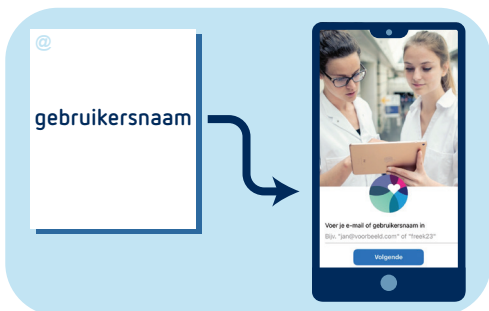 @
gebruikersnaam
Voer je e-mail of gebruikersnaam in
Bijv. "jan@voorbeeld.com" of "freek23"
Volgende